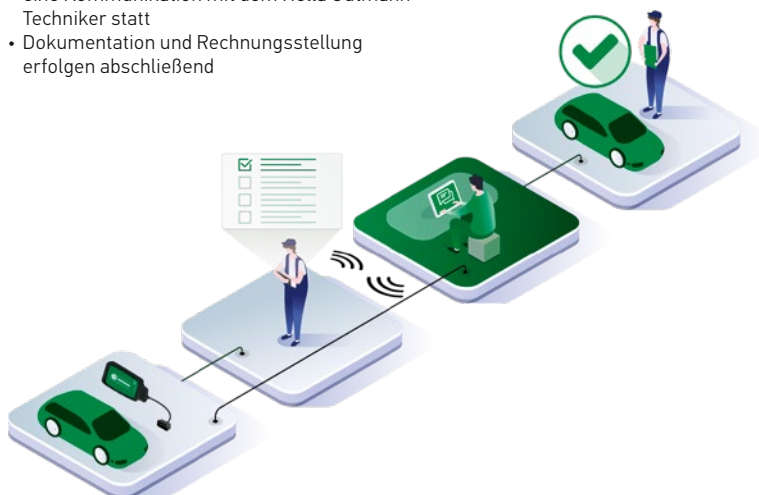 Techniker statt
• Dokumentation und Rechnungsstellung
erfolgen abschließend